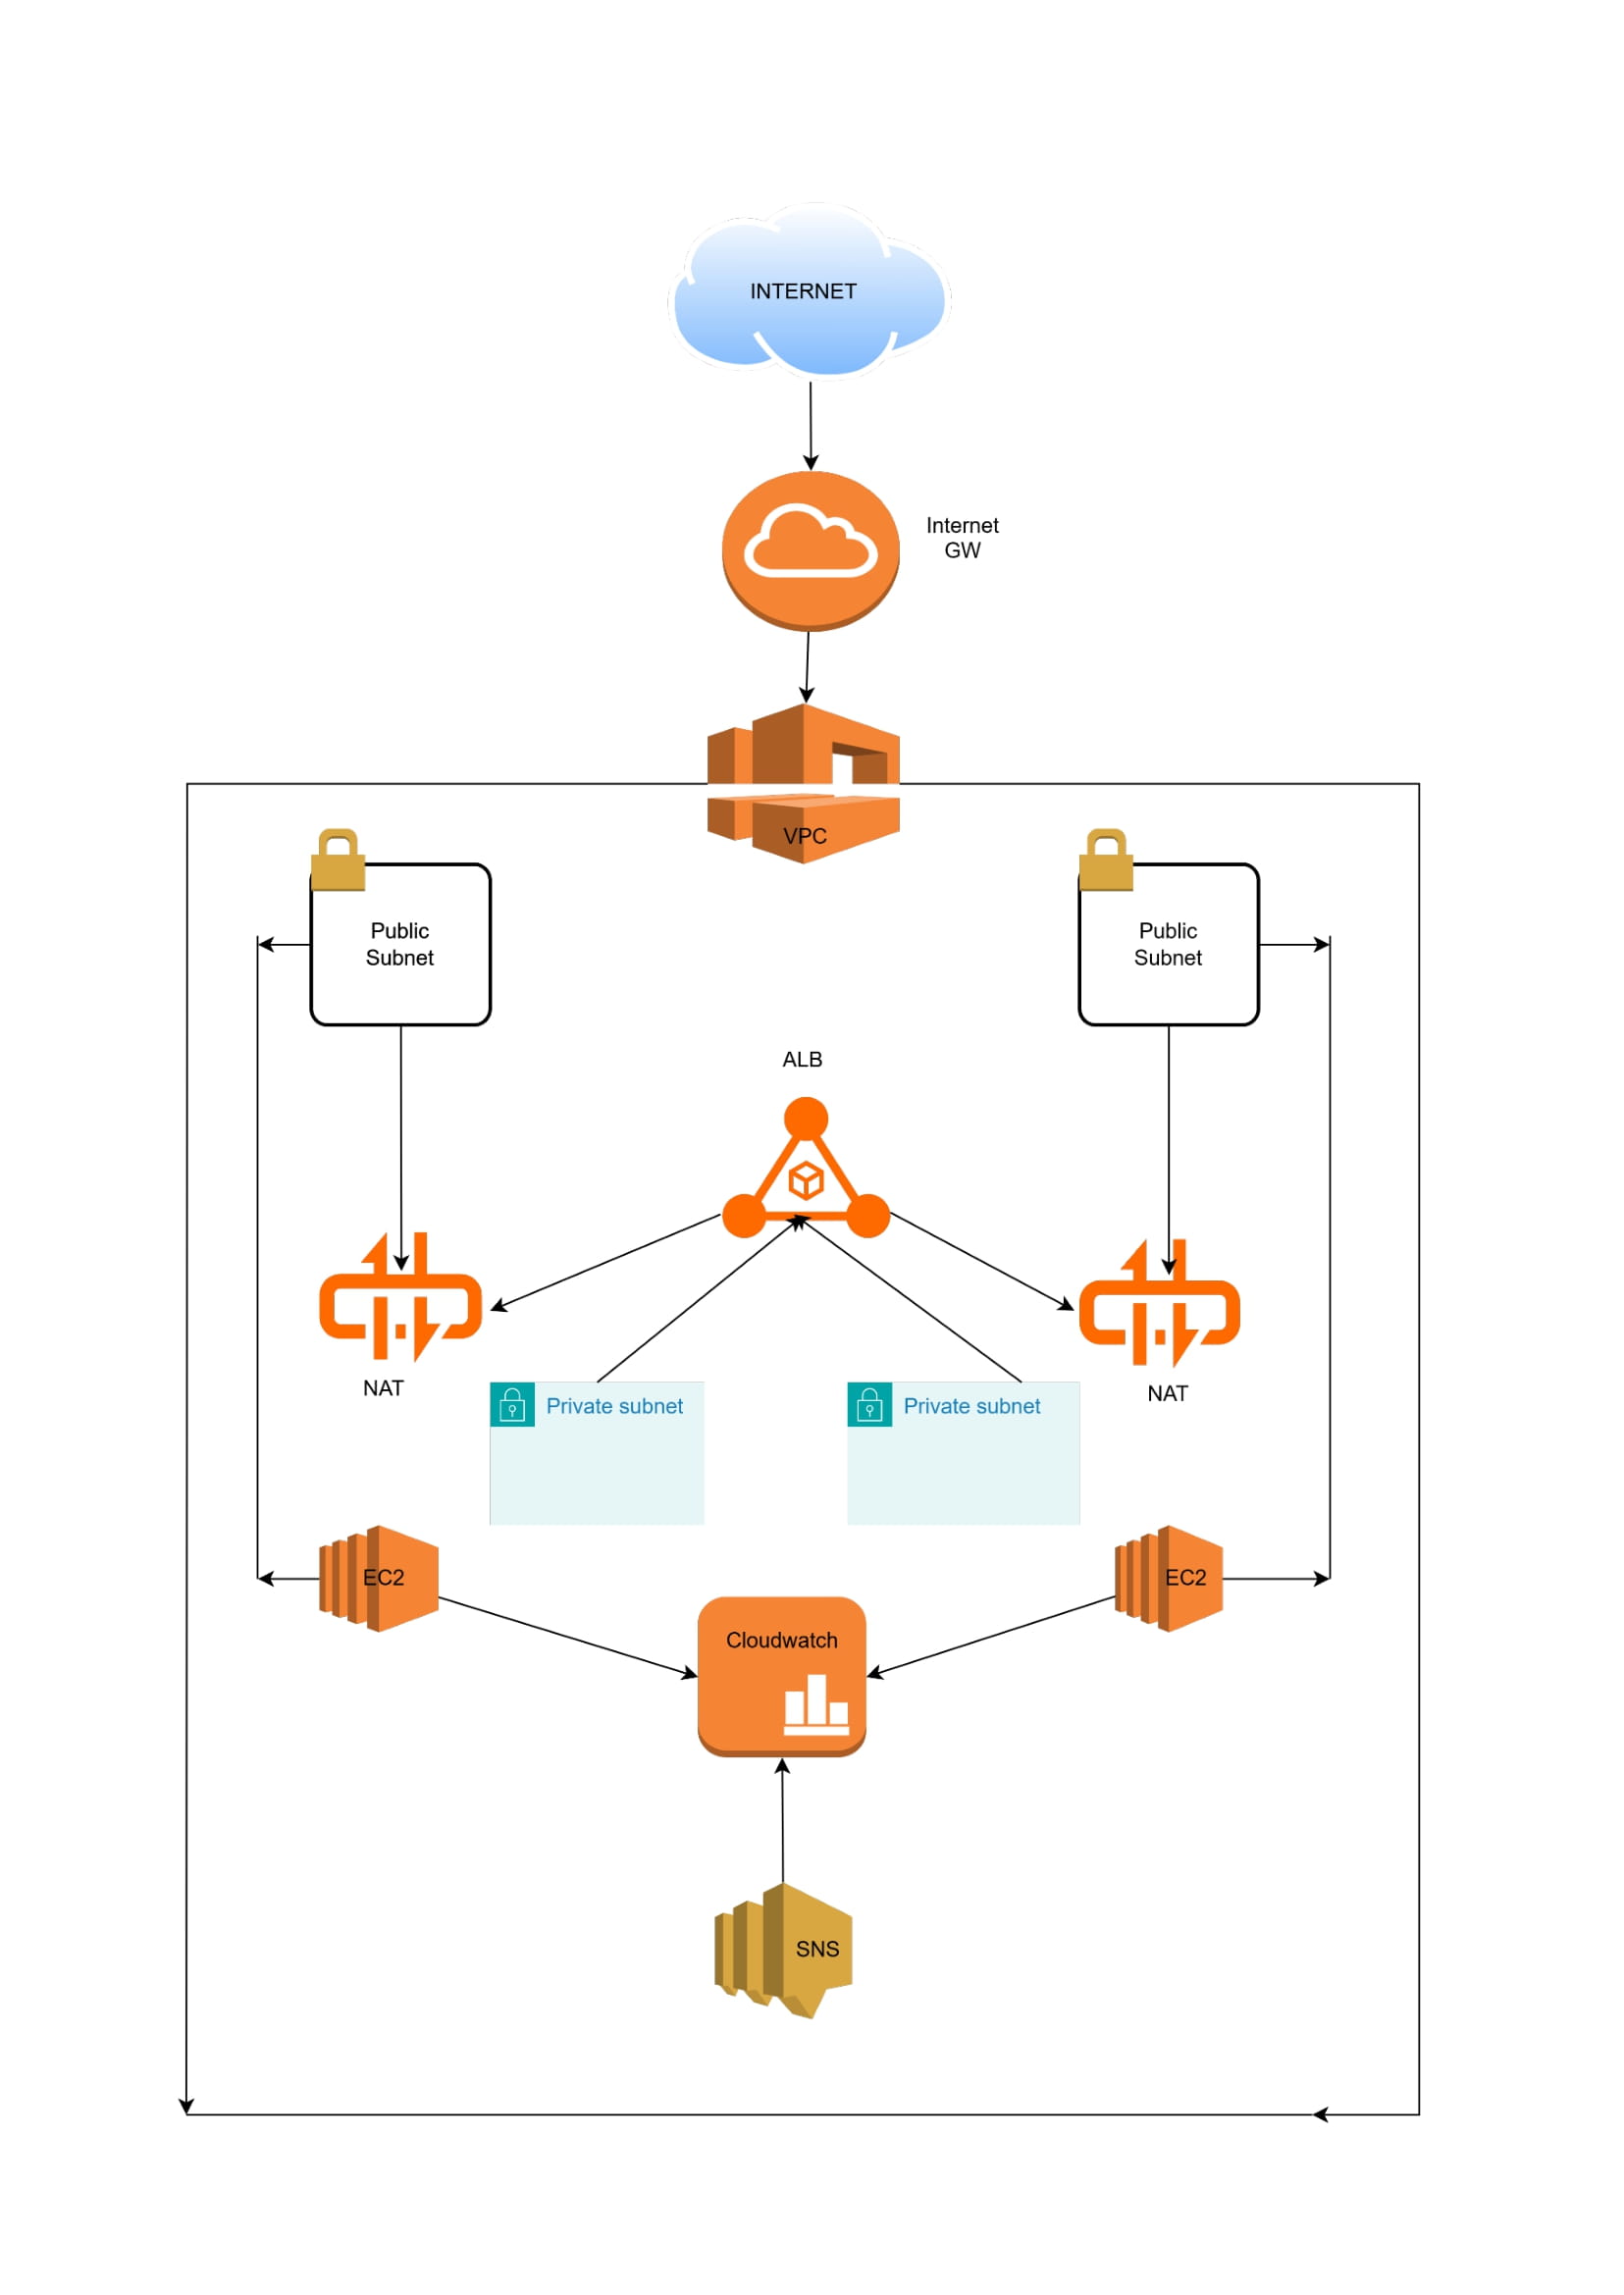 INTERNET
Internet
GW
VPC
Public
Subnet
Public
Subnet
ALB
NAT
NAT
Private subnet
Private subnet
EC2
EC2
Cloudwatch
SNS